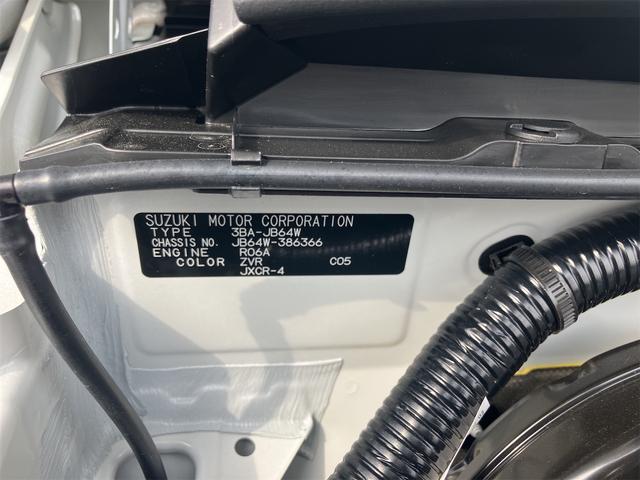 SUZUKI MOTOR CORPORATION
TYPE 3BA-JB64W
CHASSIS NO. JB64W-386366
ENGINE R06A
COLOR ZVR C05
JXCR-4